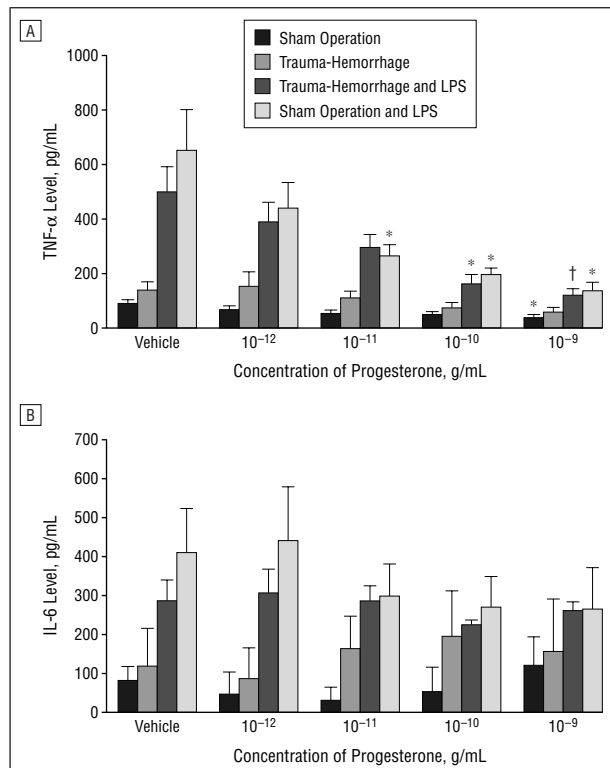 A
Sham Operation
Trauma-Hemorrhage
Trauma-Hemorrhage and LPS
Sham Operation and LPS
1000
800
600
400
200
0
TNF-α Level, pg/mL
* * * * † *
Vehicle 10⁻¹² 10⁻¹¹ 10⁻¹⁰ 10⁻⁹
Concentration of Progesterone, g/mL
B
700
600
500
400
300
200
100
0
IL-6 Level, pg/mL
Vehicle 10⁻¹² 10⁻¹¹ 10⁻¹⁰ 10⁻⁹
Concentration of Progesterone, g/mL